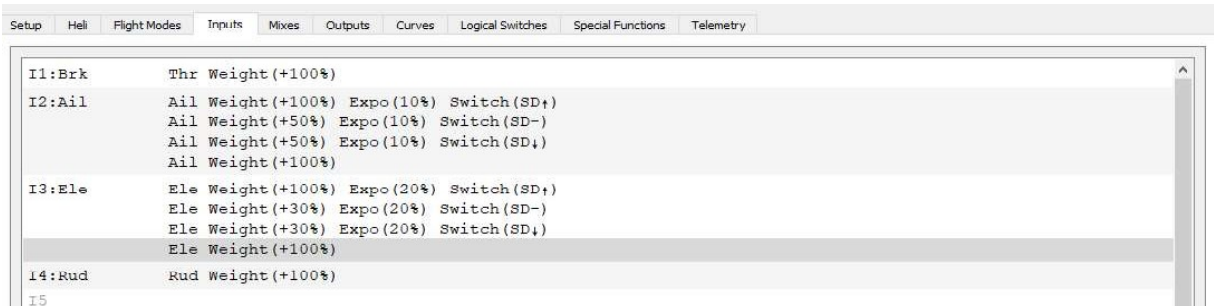 Setup Heli Flight Modes Inputs Mixes Outputs Curves Logical Switches Special Functions Telemetry
I1:Brk Thr Weight(+100%)
I2:Ail Ail Weight(+100%) Expo(10%) Switch(SD↑)
Ail Weight(+50%) Expo(10%) Switch(SD-)
Ail Weight(+50%) Expo(10%) Switch(SD↓)
Ail Weight(+100%)
I3:Ele Ele Weight(+100%) Expo(20%) Switch(SD↑)
Ele Weight(+30%) Expo(20%) Switch(SD-)
Ele Weight(+30%) Expo(20%) Switch(SD↓)
Ele Weight(+100%)
I4:Rud Rud Weight(+100%)
I5